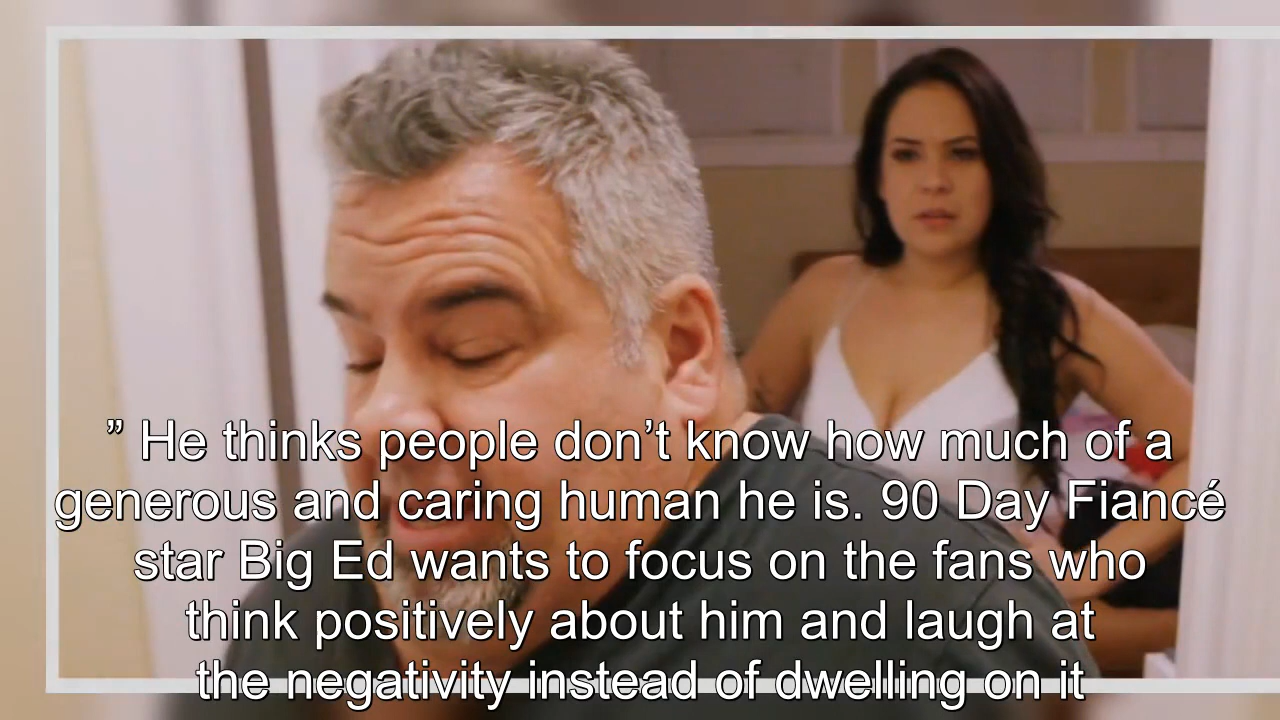 ” He thinks people don’t know how much of a
generous and caring human he is. 90 Day Fiancé
star Big Ed wants to focus on the fans who
think positively about him and laugh at
the negativity instead of dwelling on it